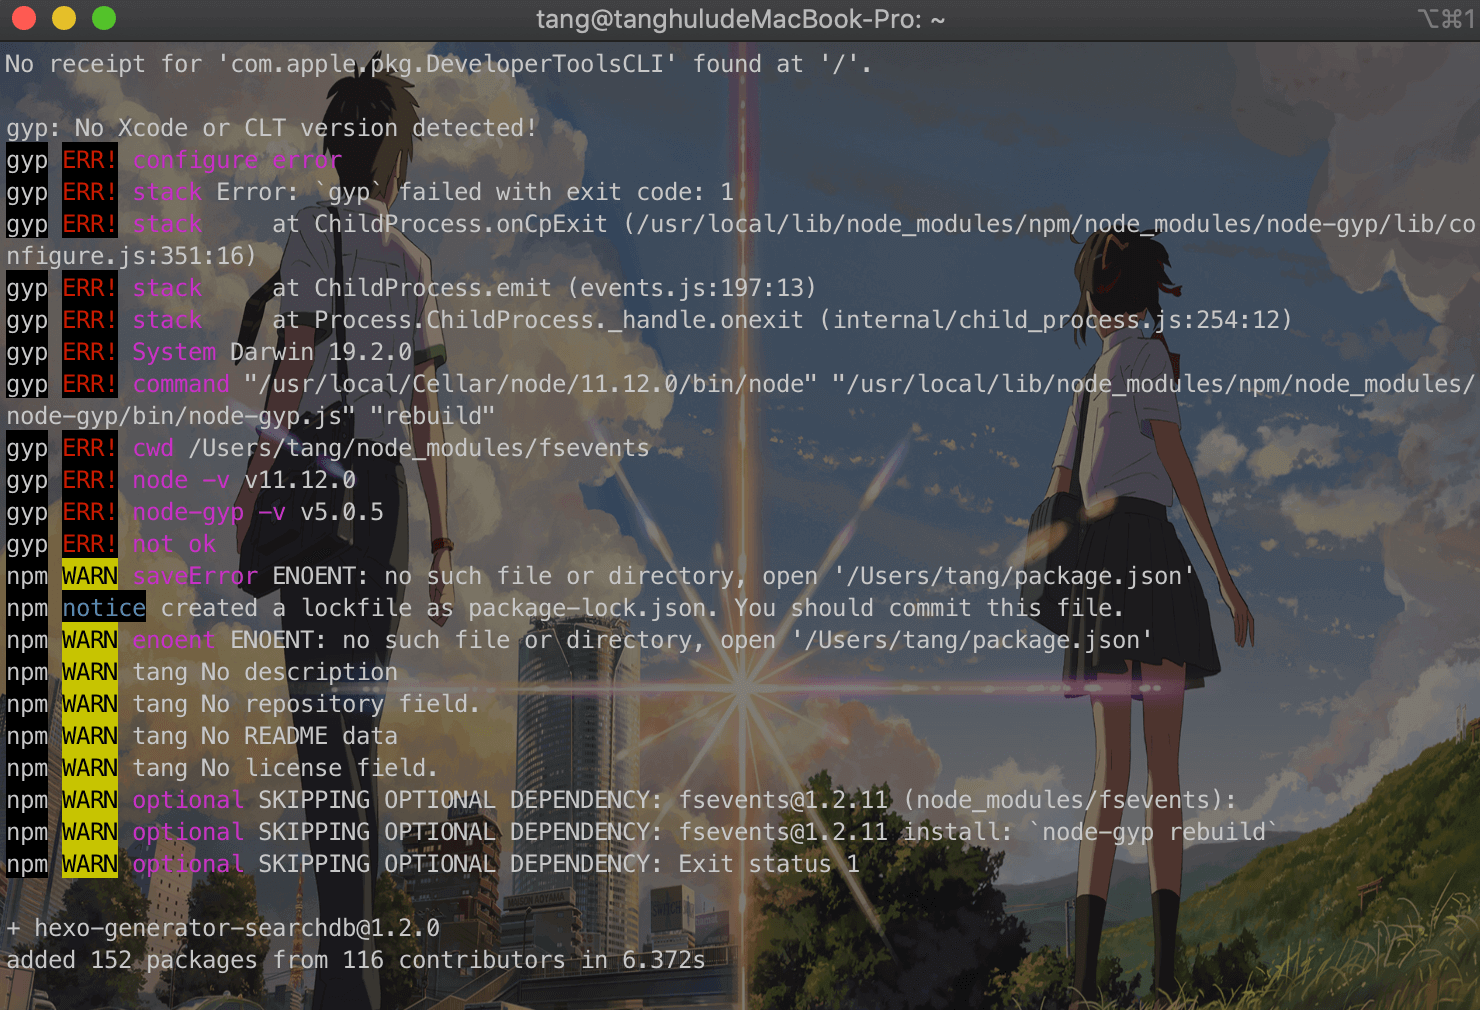 tang@tanghuludeMacBook-Pro: ~
⌥⌘1
No receipt for 'com.apple.pkg.DeveloperToolsCLI' found at '/'.
gyp: No Xcode or CLT version detected!
gyp ERR! configure error
gyp ERR! stack Error: `gyp` failed with exit code: 1
gyp ERR! stack     at ChildProcess.onCpExit (/usr/local/lib/node_modules/npm/node_modules/node-gyp/lib/co
nfigure.js:351:16)
gyp ERR! stack     at ChildProcess.emit (events.js:197:13)
gyp ERR! stack     at Process.ChildProcess._handle.onexit (internal/child_process.js:254:12)
gyp ERR! System Darwin 19.2.0
gyp ERR! command "/usr/local/Cellar/node/11.12.0/bin/node" "/usr/local/lib/node_modules/npm/node_modules/
node-gyp/bin/node-gyp.js" "rebuild"
gyp ERR! cwd /Users/tang/node_modules/fsevents
gyp ERR! node -v v11.12.0
gyp ERR! node-gyp -v v5.0.5
gyp ERR! not ok
npm WARN saveError ENOENT: no such file or directory, open '/Users/tang/package.json'
npm notice created a lockfile as package-lock.json. You should commit this file.
npm WARN enoent ENOENT: no such file or directory, open '/Users/tang/package.json'
npm WARN tang No description
npm WARN tang No repository field.
npm WARN tang No README data
npm WARN tang No license field.
npm WARN optional SKIPPING OPTIONAL DEPENDENCY: fsevents@1.2.11 (node_modules/fsevents):
npm WARN optional SKIPPING OPTIONAL DEPENDENCY: fsevents@1.2.11 install: `node-gyp rebuild`
npm WARN optional SKIPPING OPTIONAL DEPENDENCY: Exit status 1
+ hexo-generator-searchdb@1.2.0
added 152 packages from 116 contributors in 6.372s